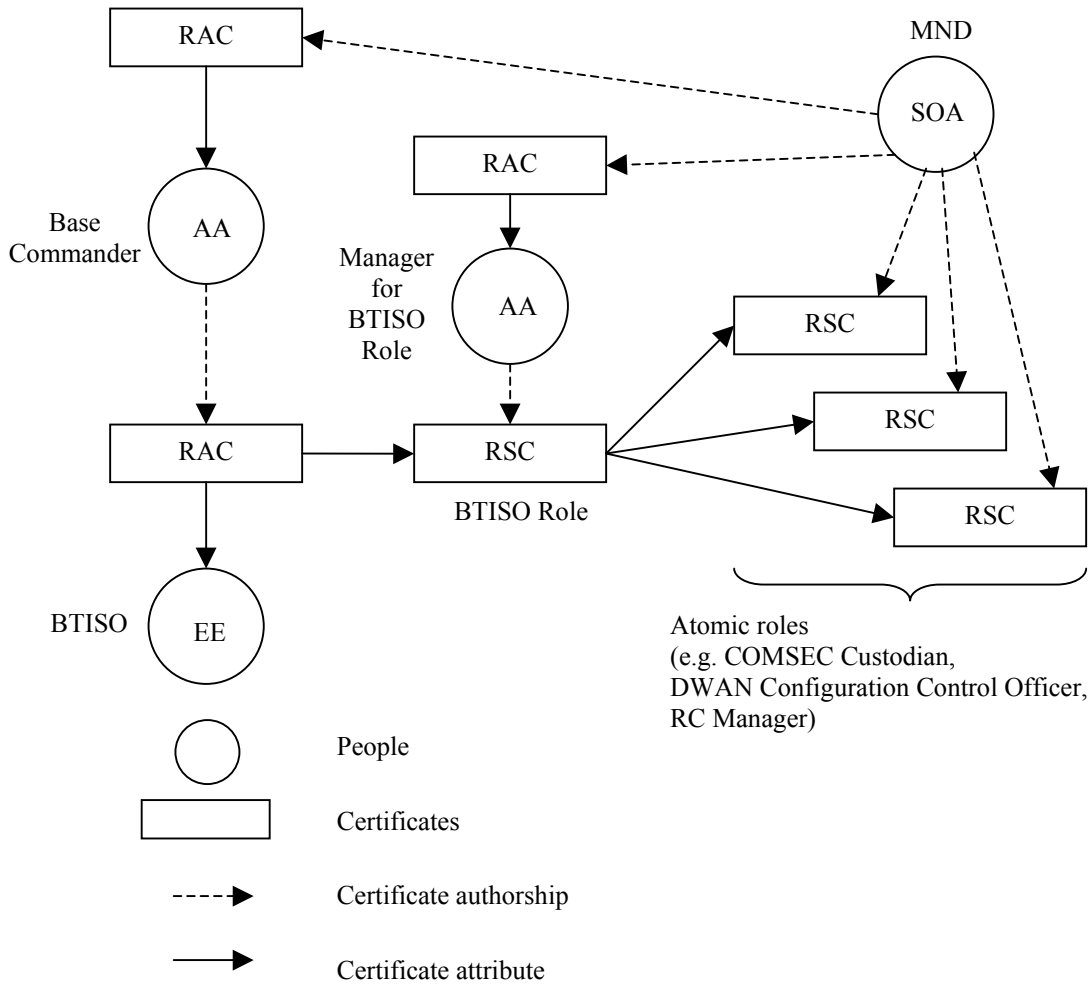 MND
RAC
SOA
RAC
Base
Commander
AA
Manager
for
BTISO
Role
AA
RSC
RSC
RAC
RSC
BTISO Role
RSC
BTISO
EE
Atomic roles
(e.g. COMSEC Custodian,
DWAN Configuration Control Officer,
RC Manager)
People
Certificates
Certificate authorship
Certificate attribute